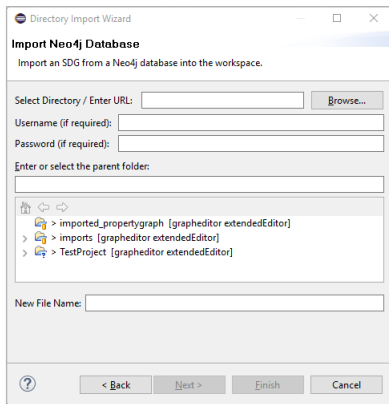 Directory Import Wizard
Import Neo4j Database
Import an SDG from a Neo4j database into the workspace.
Select Directory / Enter URL: Browse...
Username (if required):
Password (if required):
Enter or select the parent folder:
> imported_propertygraph [grapheditor extendedEditor]
> imports [grapheditor extendedEditor]
> TestProject [grapheditor extendedEditor]
New File Name:
? < Back Next > Finish Cancel